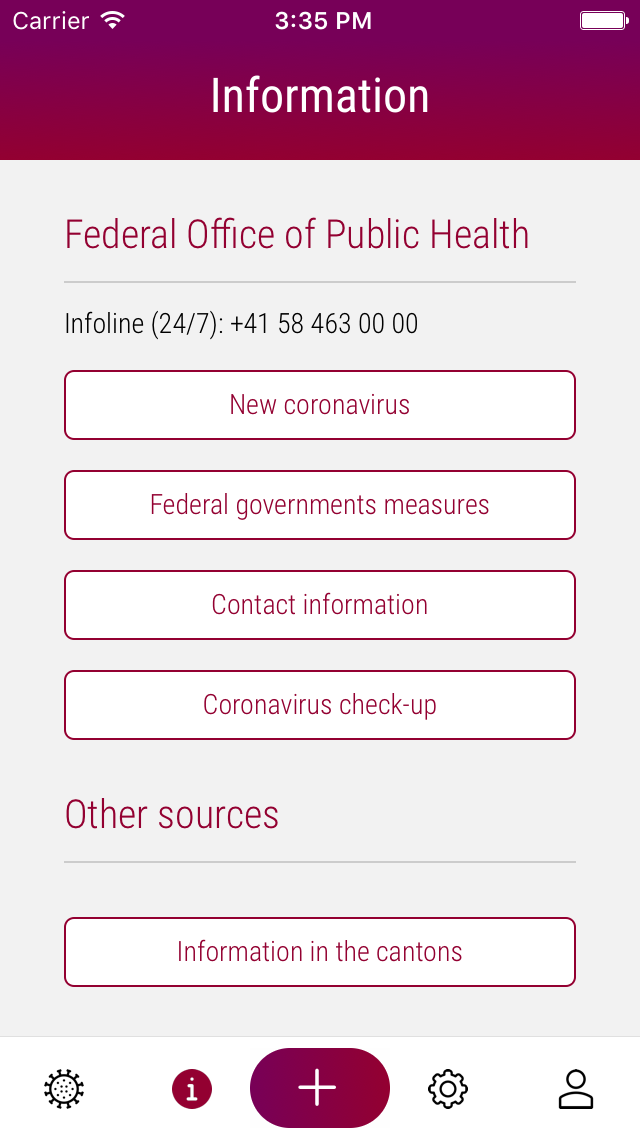 Carrier 3:35 PM
Information
Federal Office of Public Health
Infoline (24/7): +41 58 463 00 00
New coronavirus
Federal governments measures
Contact information
Coronavirus check-up
Other sources
Information in the cantons